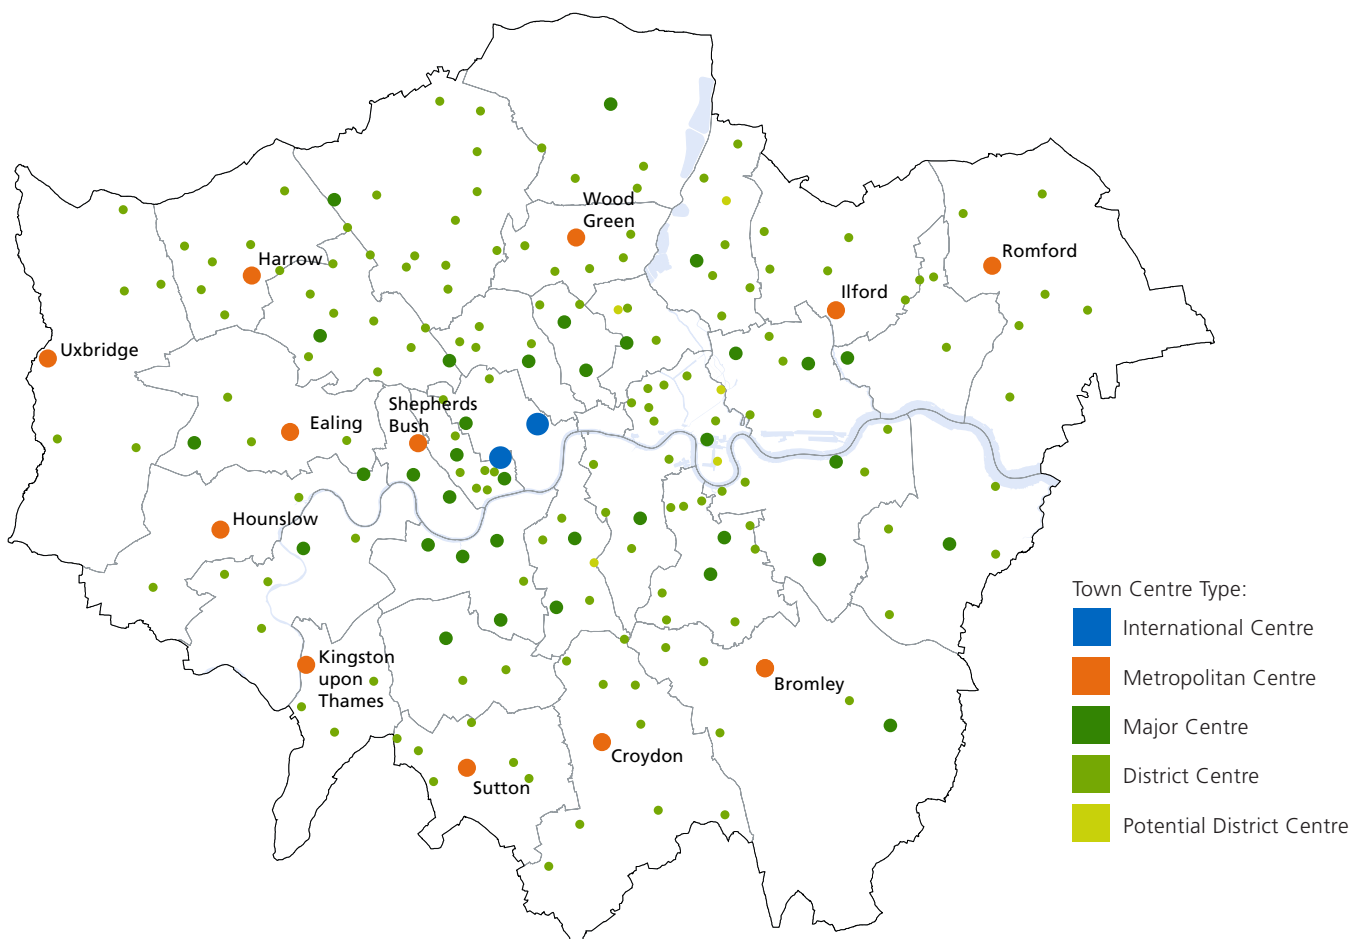 Wood
Green
Harrow
Romford
Ilford
Uxbridge
Shepherds
Bush
Ealing
Hounslow
Kingston
upon
Thames
Bromley
Croydon
Sutton
Town Centre Type:
International Centre
Metropolitan Centre
Major Centre
District Centre
Potential District Centre